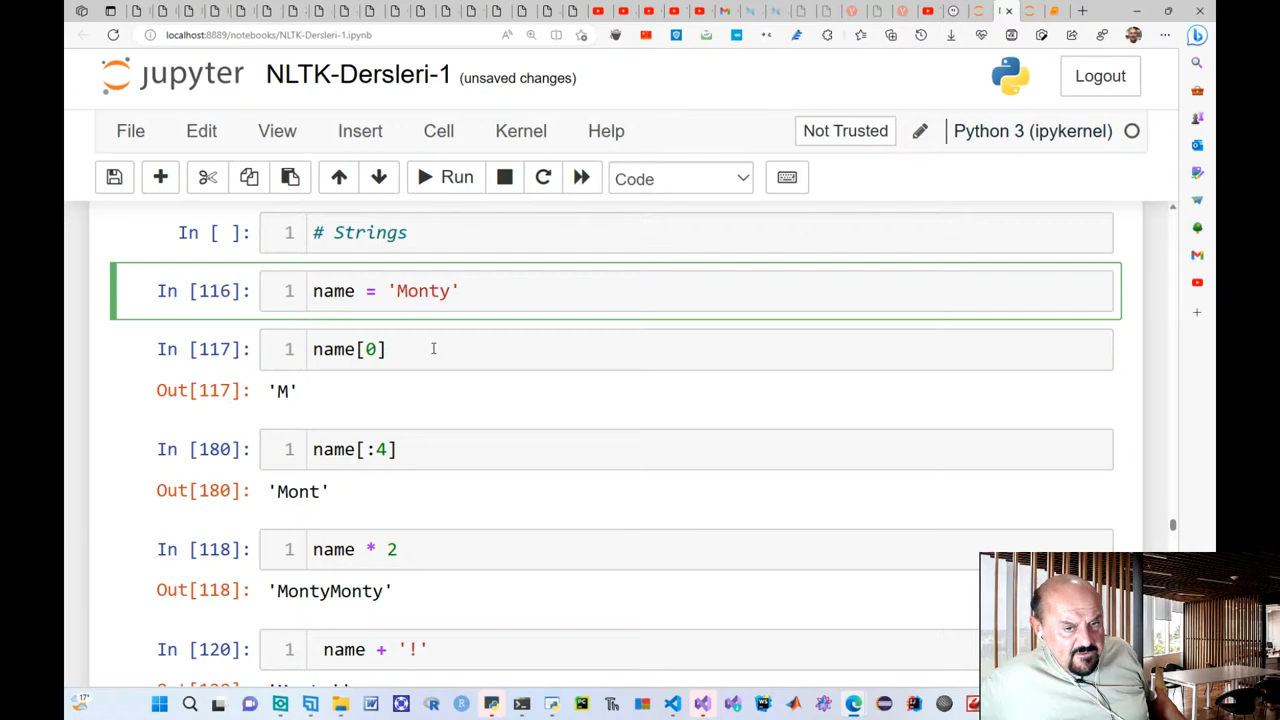 localhost:8889/notebooks/NLTK-Dersleri-1.ipynb
jupyter NLTK-Dersleri-1 (unsaved changes) Logout
File Edit View Insert Cell Kernel Help Not Trusted Python 3 (ipykernel)
Run Code
In [ ]: 1 # Strings
In [116]: 1 name = 'Monty'
In [117]: 1 name[0]
Out[117]: 'M'
In [180]: 1 name[:4]
Out[180]: 'Mont'
In [118]: 1 name * 2
Out[118]: 'MontyMonty'
In [120]: 1 name + '!'
17°